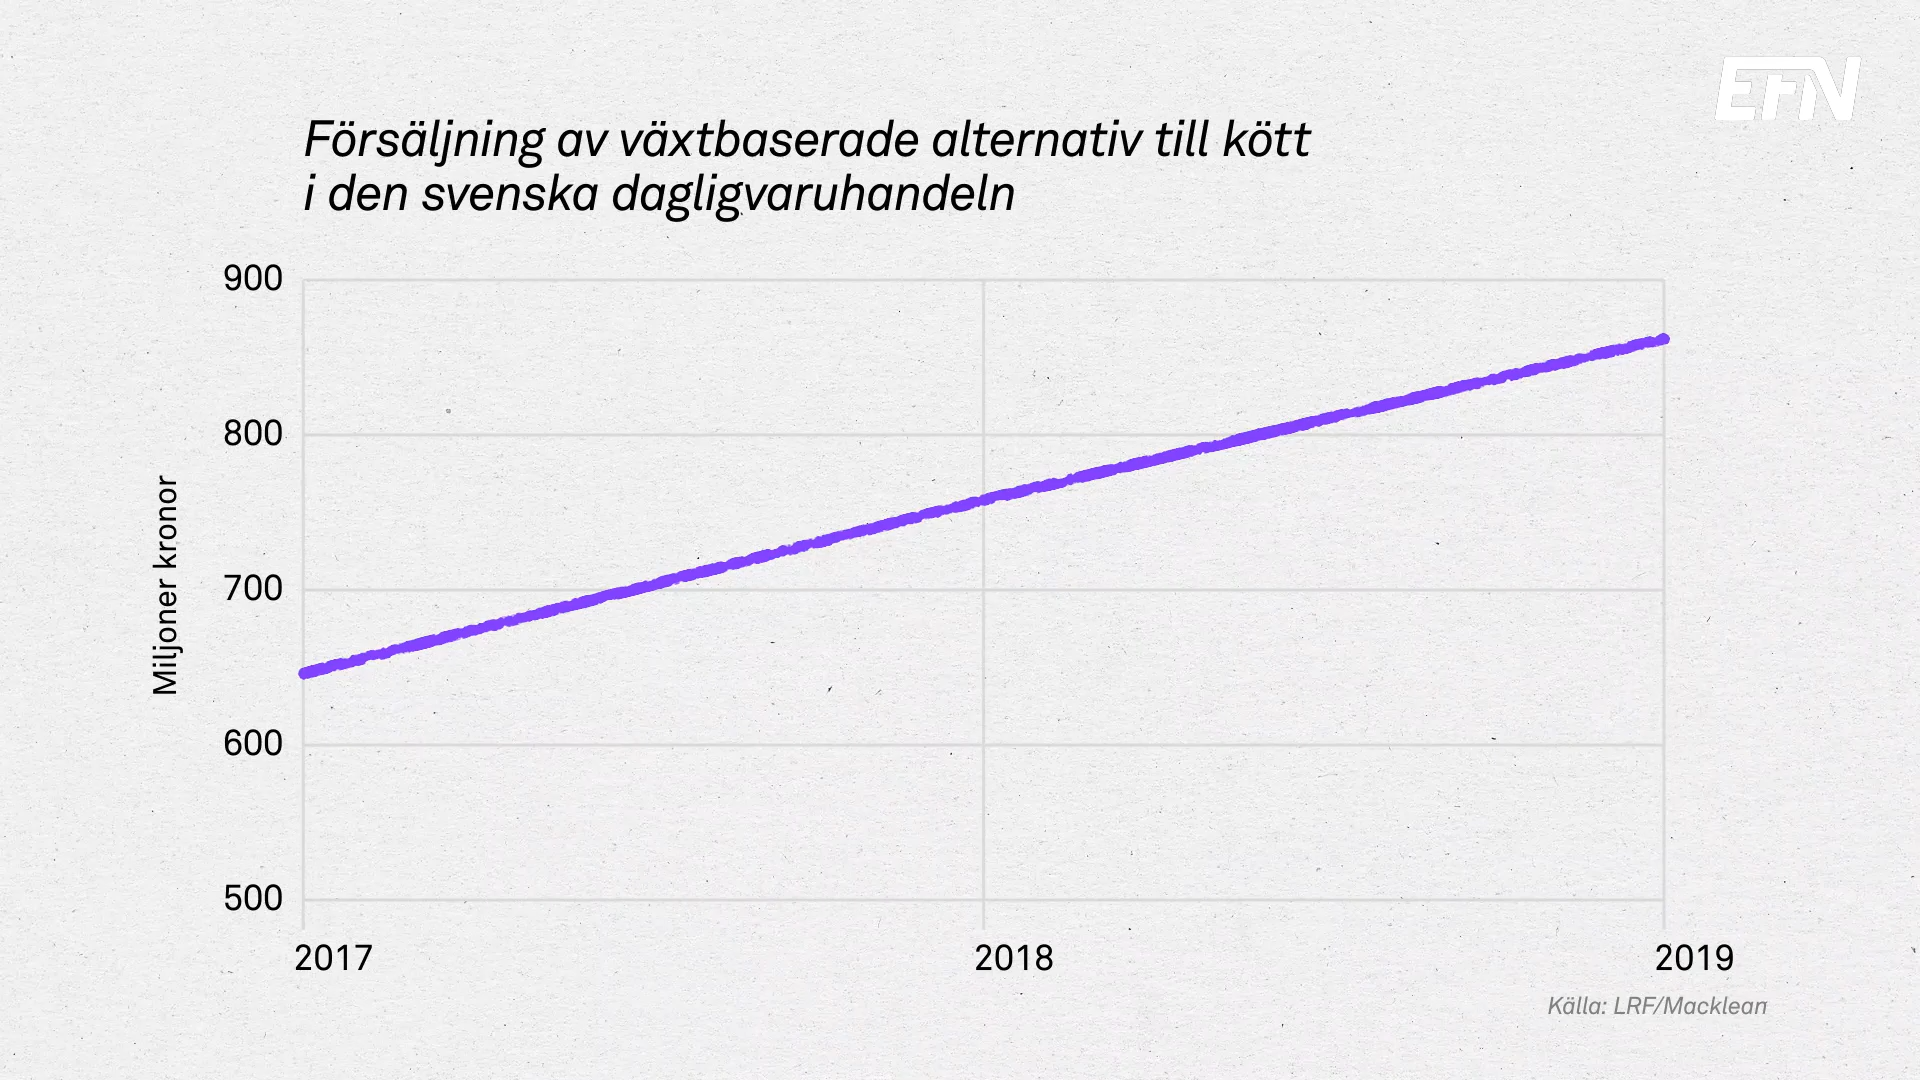 EFN
Försäljning av växtbaserade alternativ till kött
i den svenska dagligvaruhandeln
900
800
700
600
500
Miljoner kronor
2017
2018
2019
Källa: LRF/Macklean